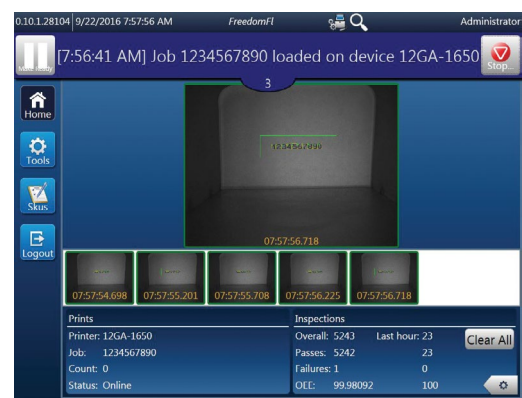 0.10.1.28104 9/22/2016 7:57:56 AM FreedomFl Administrator
Make Ready
[7:56:41 AM] Job 1234567890 loaded on device 12GA-1650
Stop...
3
Home
Tools
Skus
Logout
1234567890
07:57:56.718
07:57:54.698 07:57:55.201 07:57:55.708 07:57:56.225 07:57:56.718
Prints
Printer: 12GA-1650
Job: 1234567890
Count: 0
Status: Online
Inspections
Overall: 5243 Last hour: 23
Passes: 5242 23
Failures: 1 0
OEE: 99.98092 100
Clear All